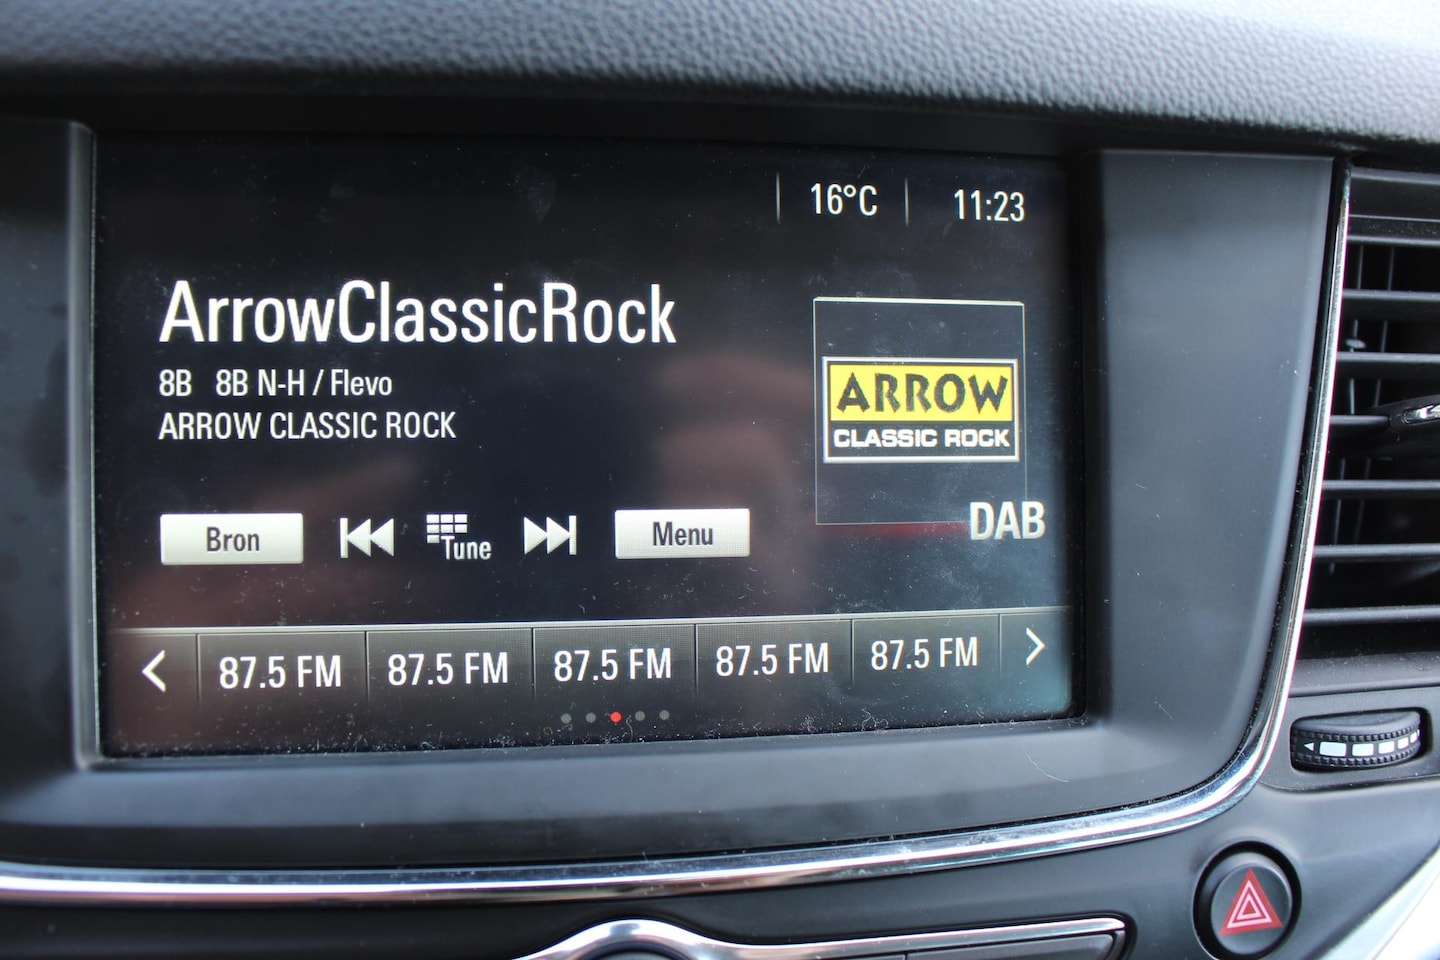 16°C 11:23
ArrowClassicRock
8B 8B N-H / Flevo
ARROW CLASSIC ROCK
ARROW
CLASSIC ROCK
DAB
Bron Tune Menu
87.5 FM 87.5 FM 87.5 FM 87.5 FM 87.5 FM